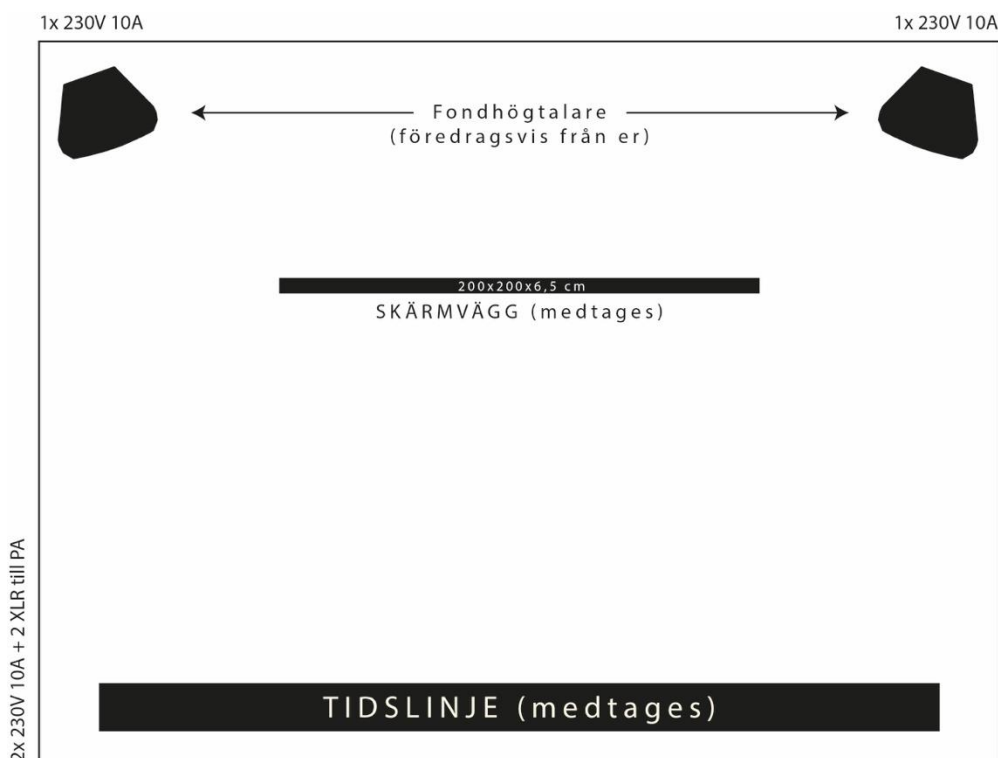 1x 230V 10A
1x 230V 10A
Fondhögtalare
(föredragsvis från er)
200x200x6,5 cm
SKÄRMVÄGG (medtages)
2x 230V 10A + 2 XLR till PA
TIDSLINJE (medtages)